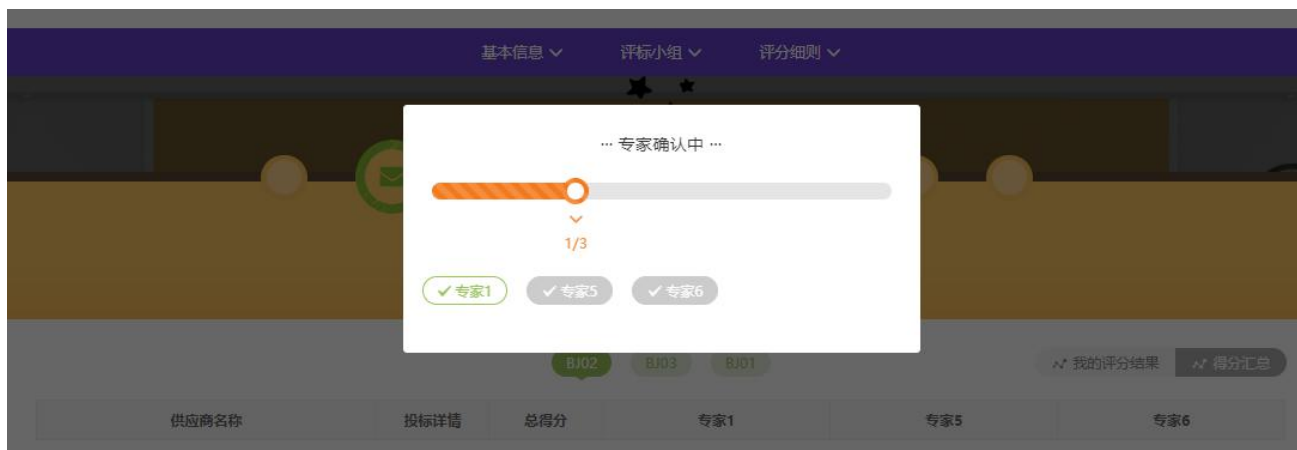 基本信息 评标小组 评分细则
… 专家确认中 …
1/3
专家1 专家5 专家6
BJ02 BJ03 BJ01 我的评分结果 得分汇总
供应商名称 投标详情 总得分 专家1 专家5 专家6